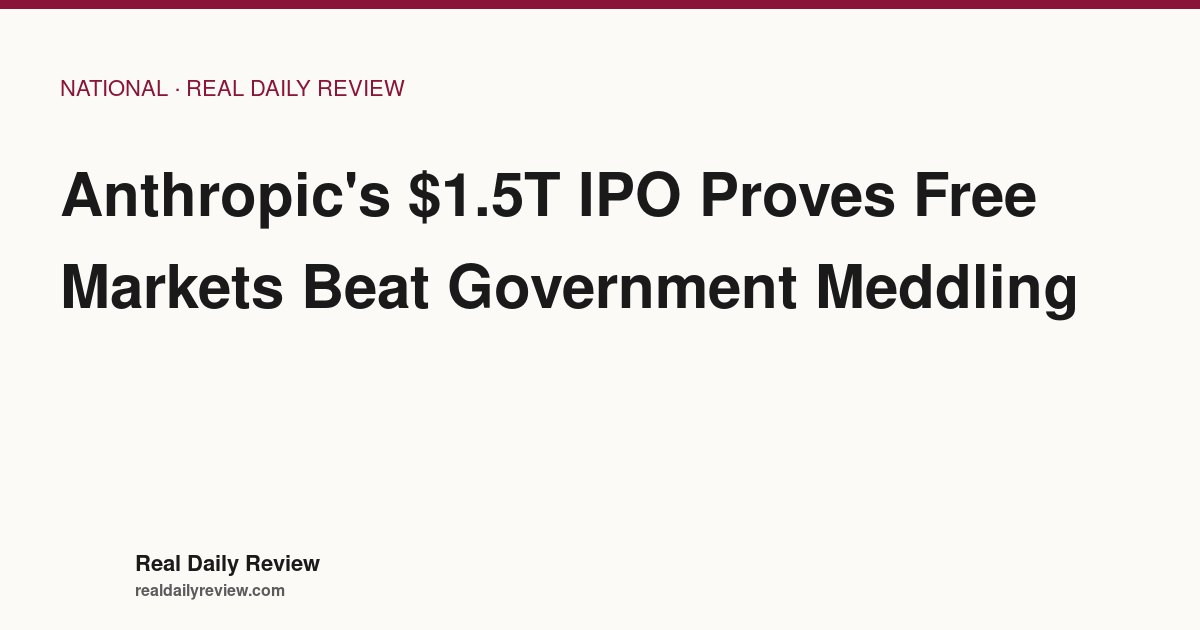 NATIONAL · REAL DAILY REVIEW
Anthropic's $1.5T IPO Proves Free
Markets Beat Government Meddling
Real Daily Review
realdailyreview.com